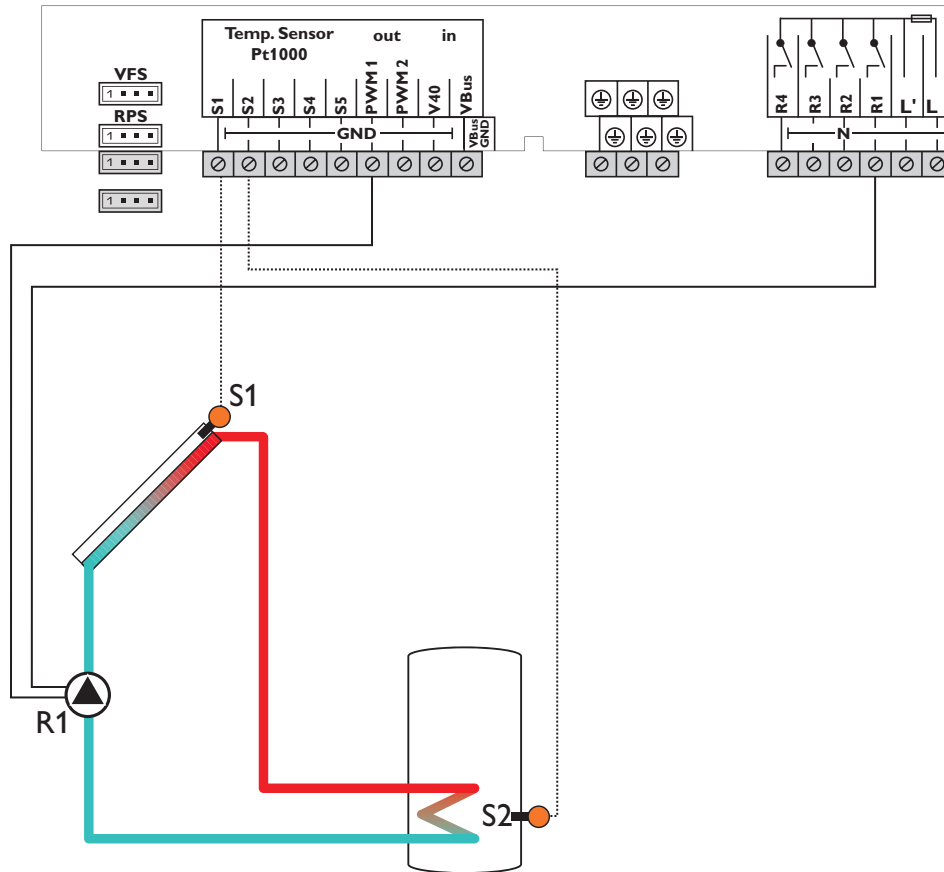 Temp. Sensor out in
Pt1000
VFS
1
RPS
1
1
1
S1 S2 S3 S4 S5 PWM 1 PWM 2 V40 VBus
GND
VBus
GND
R4 R3 R2 R1 L' L
N
S1
R1
S2